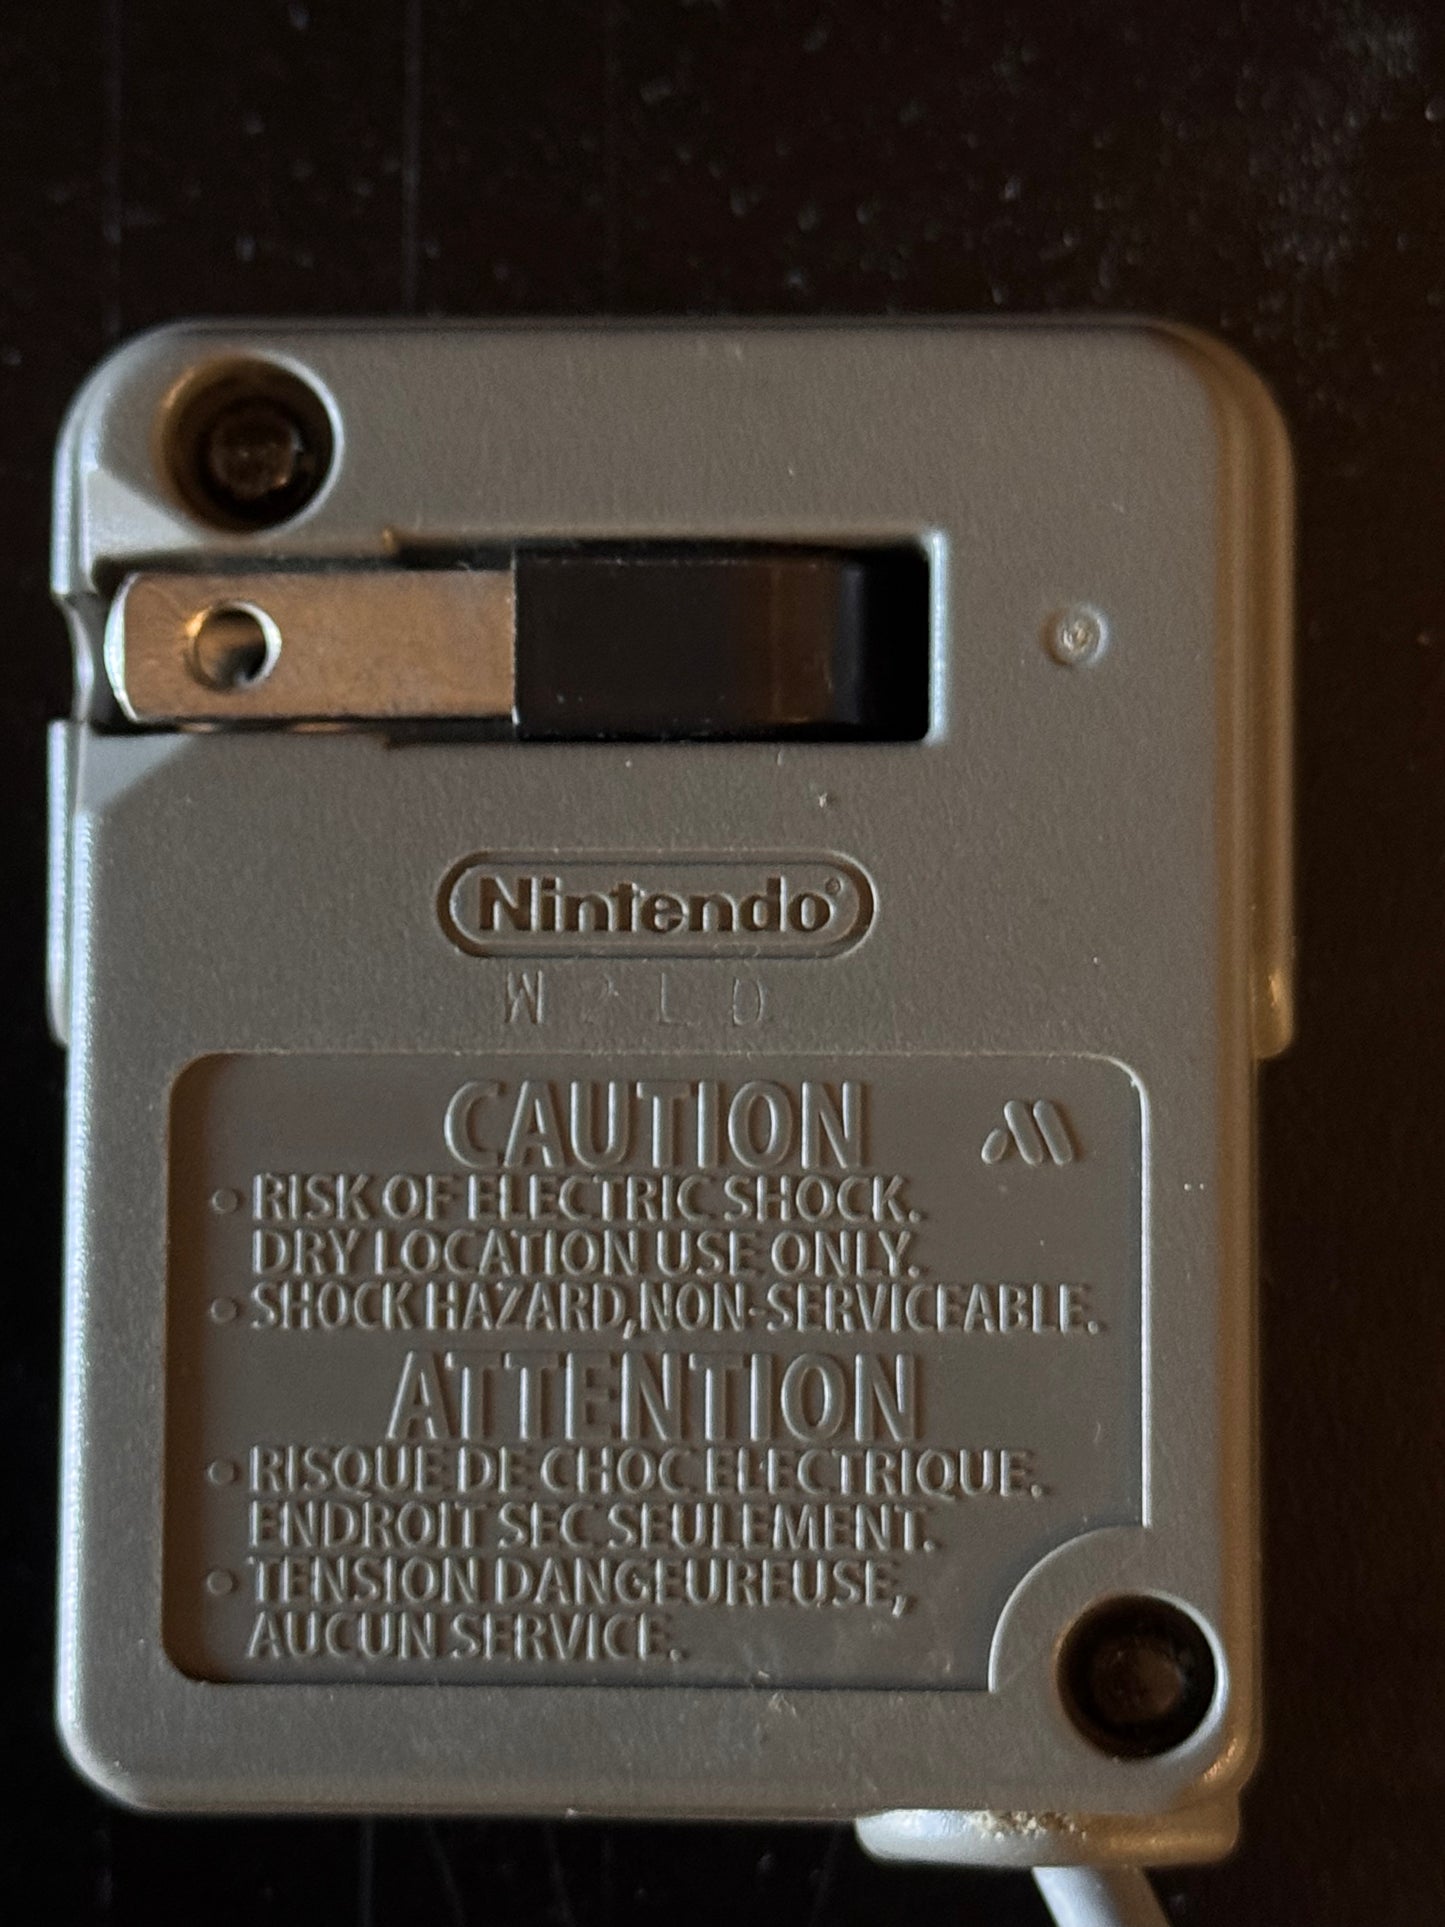 Nintendo®
W 2 L D
CAUTION
• RISK OF ELECTRIC SHOCK.
DRY LOCATION USE ONLY.
• SHOCK HAZARD,NON-SERVICEABLE.
ATTENTION
• RISQUE DE CHOC ELECTRIQUE.
ENDROIT SEC SEULEMENT.
• TENSION DANGEUREUSE,
AUCUN SERVICE.